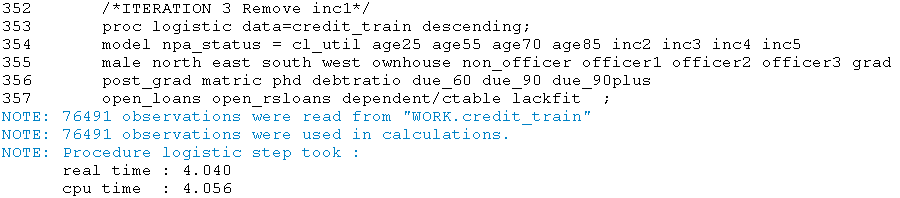 352 /*ITERATION 3 Remove inc1*/
353 proc logistic data=credit_train descending;
354 model npa_status = cl_util age25 age55 age70 age85 inc2 inc3 inc4 inc5
355 male north east south west ownhouse non_officer officer1 officer2 officer3 grad
356 post_grad matric phd debtratio due_60 due_90 due_90plus
357 open_loans open_rsloans dependent/ctable lackfit ;
NOTE: 76491 observations were read from "WORK.credit_train"
NOTE: 76491 observations were used in calculations.
NOTE: Procedure logistic step took :
real time : 4.040
cpu time : 4.056